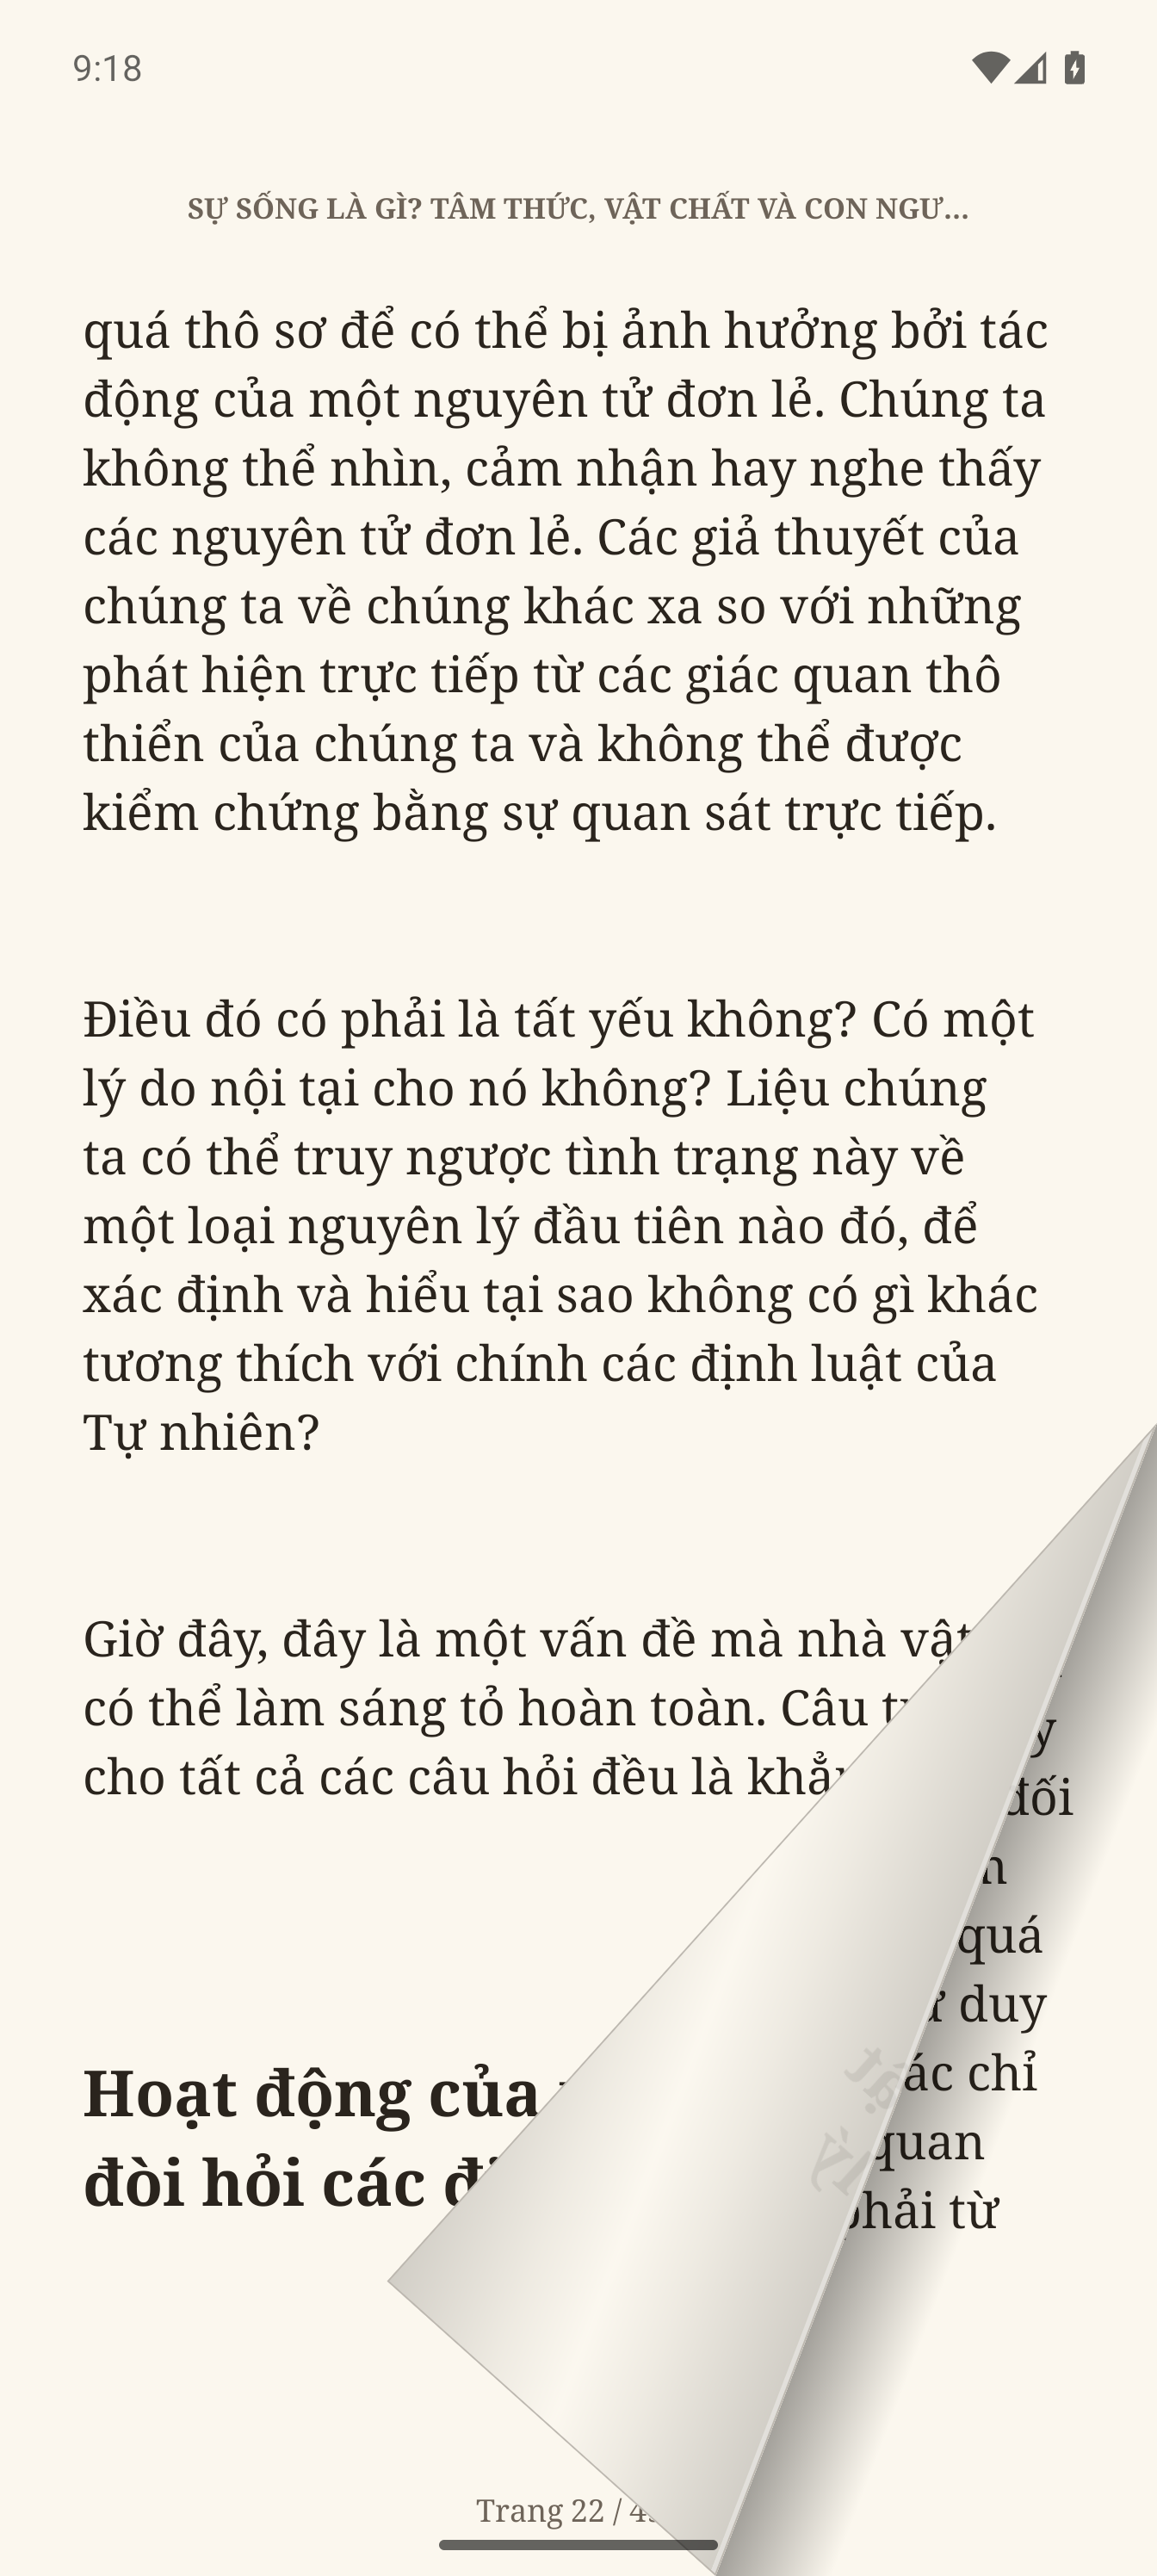 9:18
SỰ SỐNG LÀ GÌ? TÂM THỨC, VẬT CHẤT VÀ CON NGƯ...
quá thô sơ để có thể bị ảnh hưởng bởi tác
động của một nguyên tử đơn lẻ. Chúng ta
không thể nhìn, cảm nhận hay nghe thấy
các nguyên tử đơn lẻ. Các giả thuyết của
chúng ta về chúng khác xa so với những
phát hiện trực tiếp từ các giác quan thô
thiển của chúng ta và không thể được
kiểm chứng bằng sự quan sát trực tiếp.
Điều đó có phải là tất yếu không? Có một
lý do nội tại cho nó không? Liệu chúng
ta có thể truy ngược tình trạng này về
một loại nguyên lý đầu tiên nào đó, để
xác định và hiểu tại sao không có gì khác
tương thích với chính các định luật của
Tự nhiên?
Giờ đây, đây là một vấn đề mà nhà vật
có thể làm sáng tỏ hoàn toàn. Câu
cho tất cả các câu hỏi đều là
đối
quá
duy
chỉ
quan
từ
Hoạt động của
đòi hỏi các
Trang 22 /